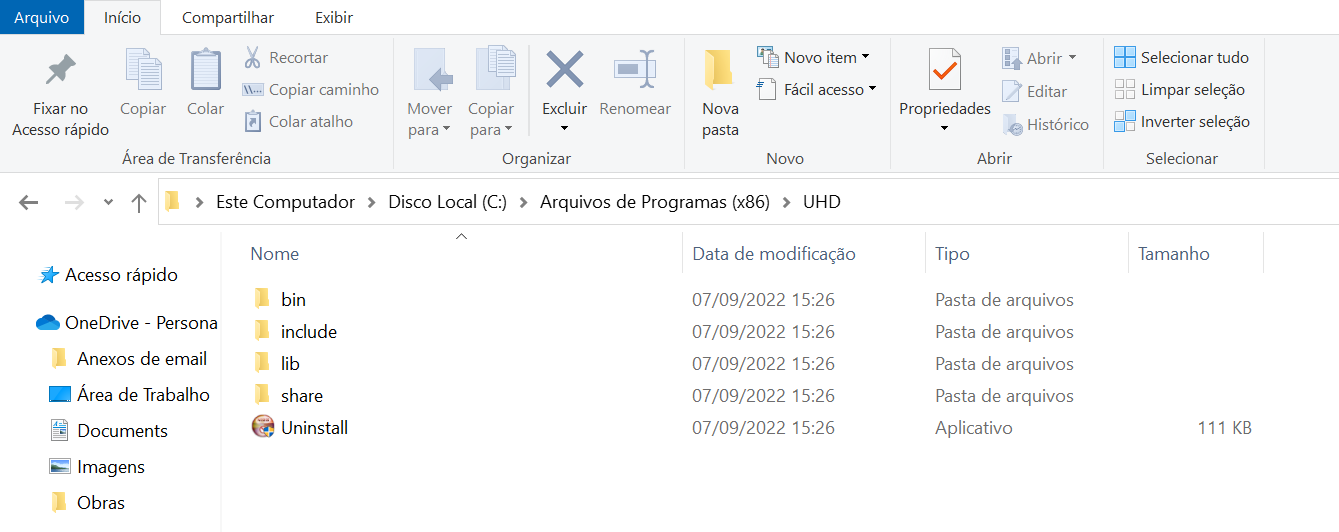 Arquivo Início Compartilhar Exibir
Fixar no
Acesso rápido
Copiar
Colar
Recortar
Copiar caminho
Colar atalho
Área de Transferência
Mover
para
Copiar
para
Excluir
Renomear
Organizar
Nova
pasta
Novo item
Fácil acesso
Novo
Propriedades
Abrir
Editar
Histórico
Abrir
Selecionar tudo
Limpar seleção
Inverter seleção
Selecionar
Este Computador Disco Local (C:) Arquivos de Programas (x86) UHD
Acesso rápido
OneDrive - Persona
Anexos de email
Área de Trabalho
Documents
Imagens
Obras
Nome Data de modificação Tipo Tamanho
bin 07/09/2022 15:26 Pasta de arquivos
include 07/09/2022 15:26 Pasta de arquivos
lib 07/09/2022 15:26 Pasta de arquivos
share 07/09/2022 15:26 Pasta de arquivos
Uninstall 07/09/2022 15:26 Aplicativo 111 KB